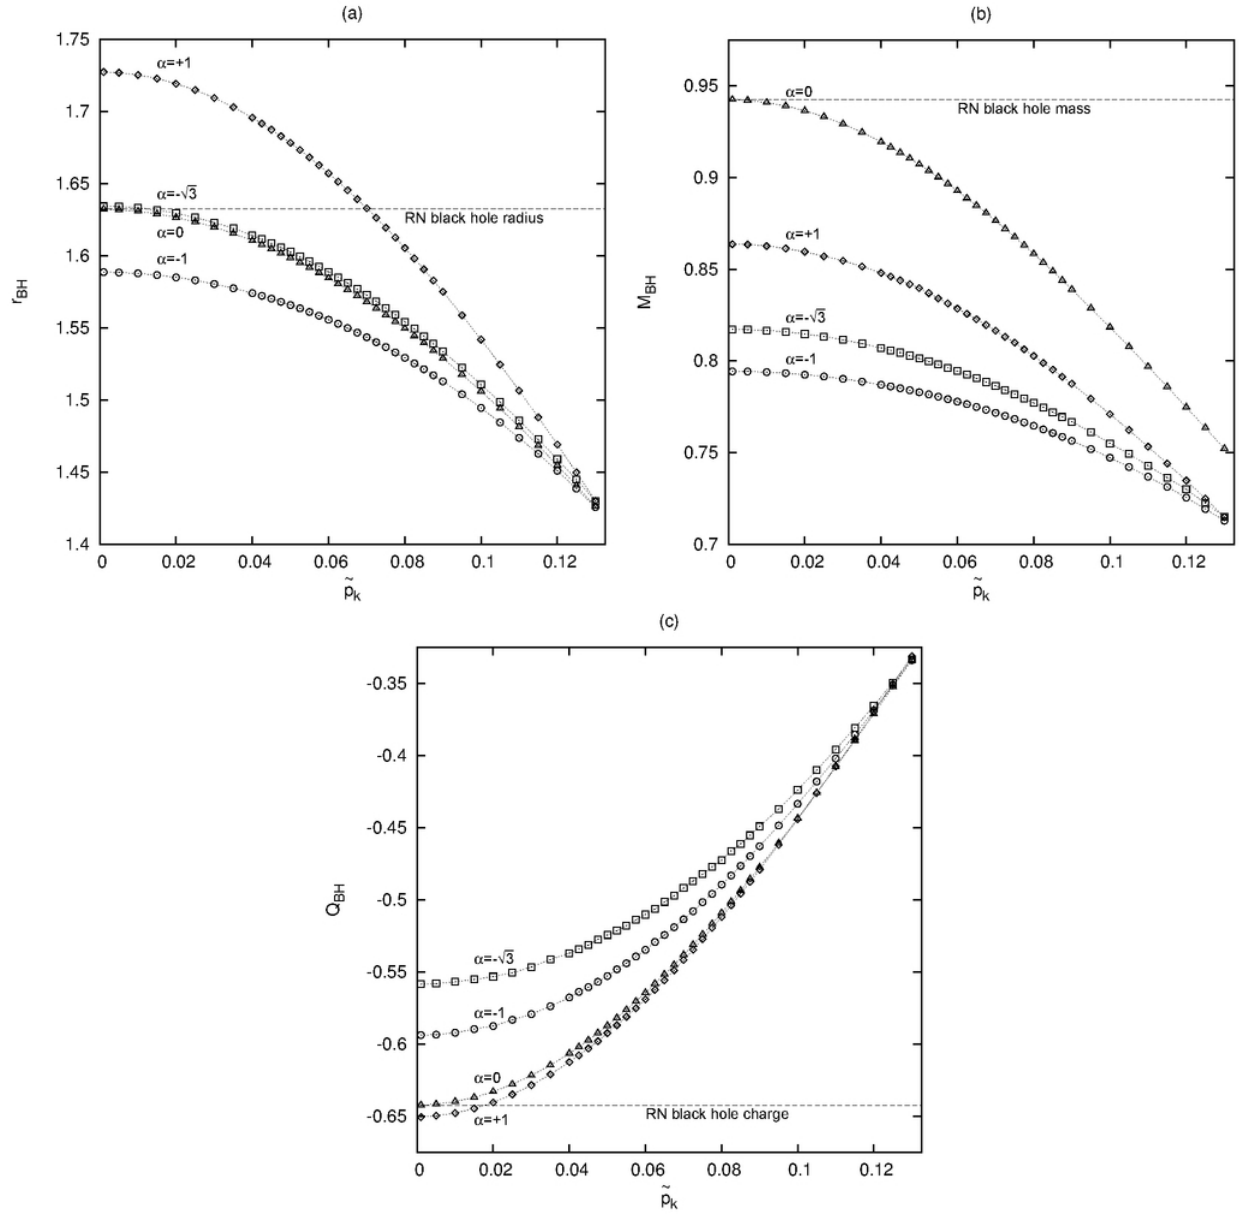 (a)
1.75
1.7
1.65
1.6
1.55
1.5
1.45
1.4
r_BH
α=+1
α=-√3
α=0
α=-1
RN black hole radius
0 0.02 0.04 0.06 0.08 0.1 0.12
p̃_k
(b)
0.95
0.9
0.85
0.8
0.75
0.7
M_BH
α=0
RN black hole mass
α=+1
α=-√3
α=-1
0 0.02 0.04 0.06 0.08 0.1 0.12
p̃_k
(c)
-0.35
-0.4
-0.45
-0.5
-0.55
-0.6
-0.65
Q_BH
α=-√3
α=-1
α=0
α=+1
RN black hole charge
0 0.02 0.04 0.06 0.08 0.1 0.12
p̃_k